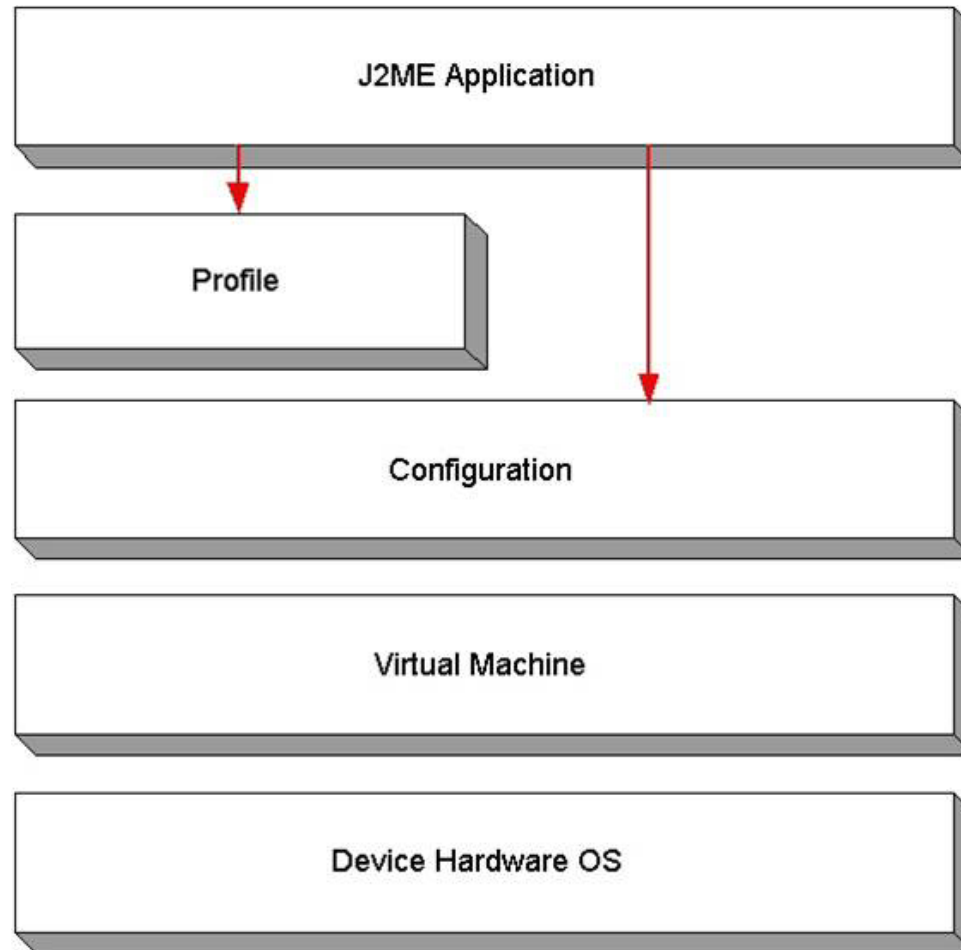 J2ME Application
Profile
Configuration
Virtual Machine
Device Hardware OS